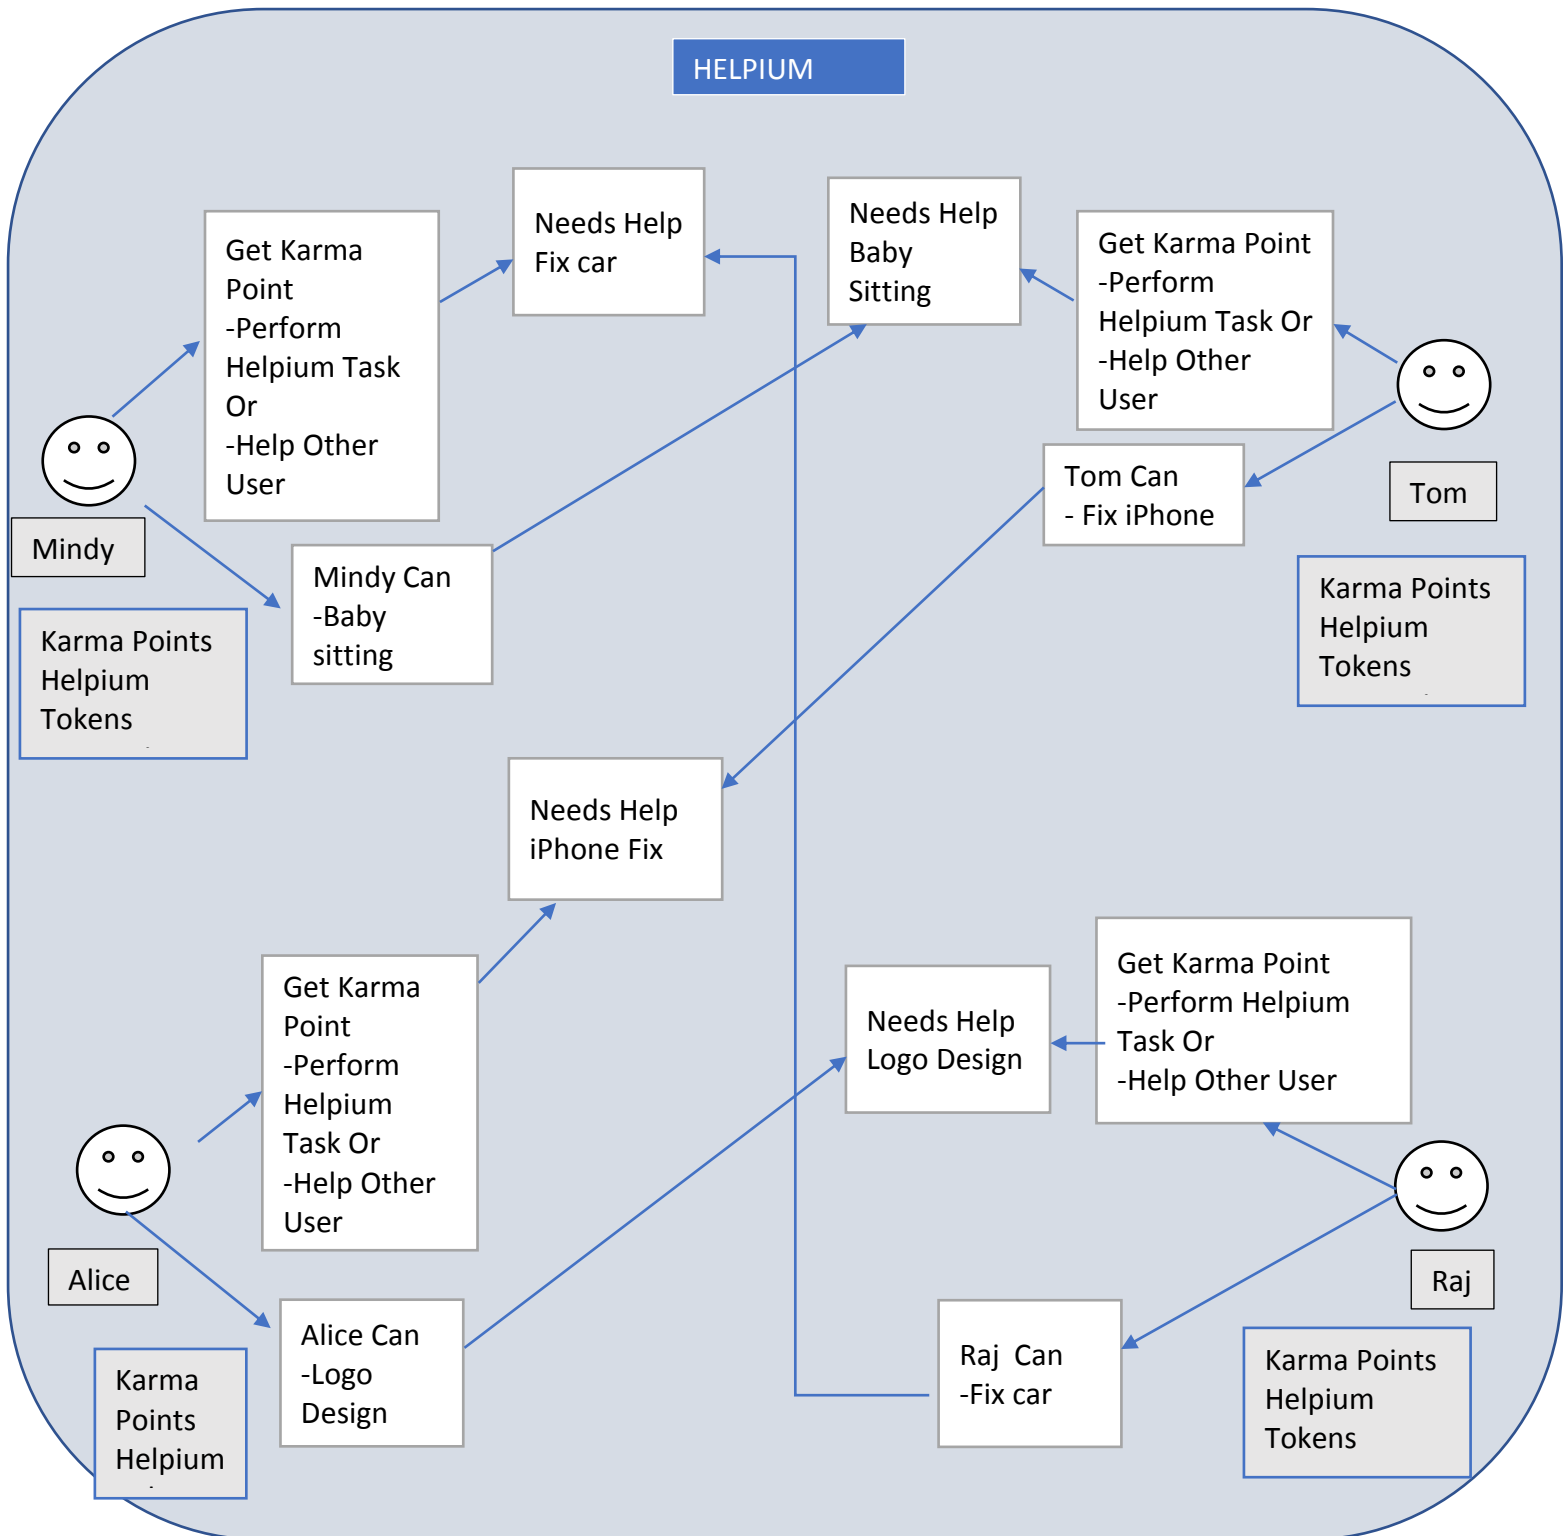 HELPIUM
Needs Help
Fix car
Needs Help
Baby
Sitting
Get Karma
Point
-Perform
Helpium Task
Or
-Help Other
User
Get Karma Point
-Perform
Helpium Task Or
-Help Other
User
Mindy
Tom Can
- Fix iPhone
Tom
Mindy Can
-Baby
sitting
Karma Points
Helpium
Tokens
Karma Points
Helpium
Tokens
Needs Help
iPhone Fix
Get Karma
Point
-Perform
Helpium
Task Or
-Help Other
User
Needs Help
Logo Design
Get Karma Point
-Perform Helpium
Task Or
-Help Other User
Alice
Raj
Alice Can
-Logo
Design
Raj  Can
-Fix car
Karma
Points
Helpium
Karma Points
Helpium
Tokens